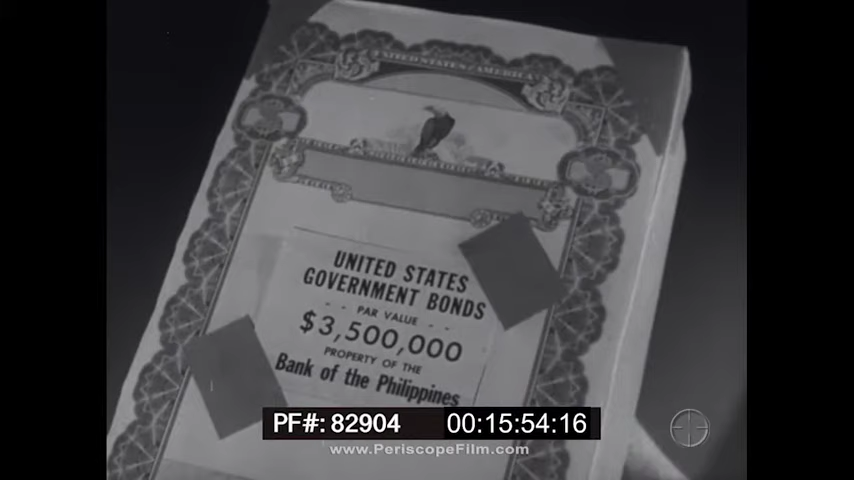 UNITED STATES OF AMERICA
UNITED STATES
GOVERNMENT BONDS
-- PAR VALUE --
$3,500,000
PROPERTY OF THE
Bank of the Philippines
PF#: 82904 00:15:54:16
www.PeriscopeFilm.com